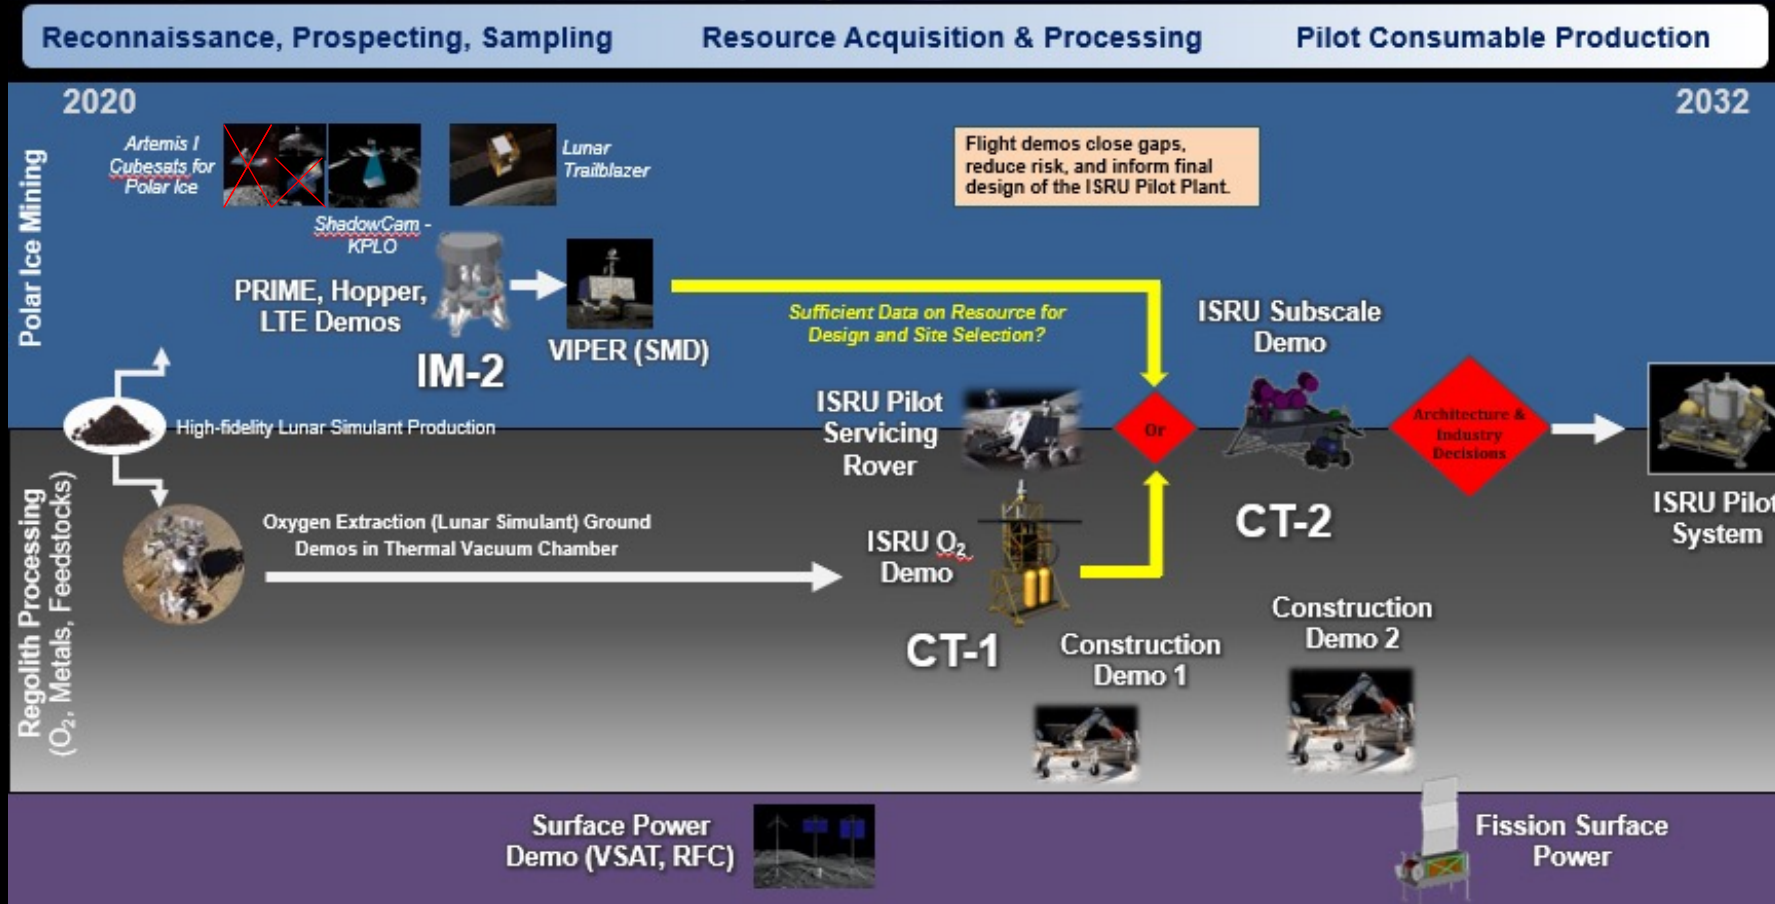 Reconnaissance, Prospecting, Sampling
Resource Acquisition & Processing
Pilot Consumable Production
2020
2032
Polar Ice Mining
Artemis I
Cubesats for
Polar Ice
ShadowCam -
KPLO
Lunar
Trailblazer
Flight demos close gaps,
reduce risk, and inform final
design of the ISRU Pilot Plant.
PRIME, Hopper,
LTE Demos
IM-2
VIPER (SMD)
Sufficient Data on Resource for
Design and Site Selection?
ISRU Subscale
Demo
High-fidelity Lunar Simulant Production
ISRU Pilot
Servicing
Rover
Or
Architecture &
Industry
Decisions
CT-2
ISRU Pilot
System
Regolith Processing
(O₂, Metals, Feedstocks)
Oxygen Extraction (Lunar Simulant) Ground
Demos in Thermal Vacuum Chamber
ISRU O₂
Demo
CT-1
Construction
Demo 1
Construction
Demo 2
Surface Power
Demo (VSAT, RFC)
Fission Surface
Power